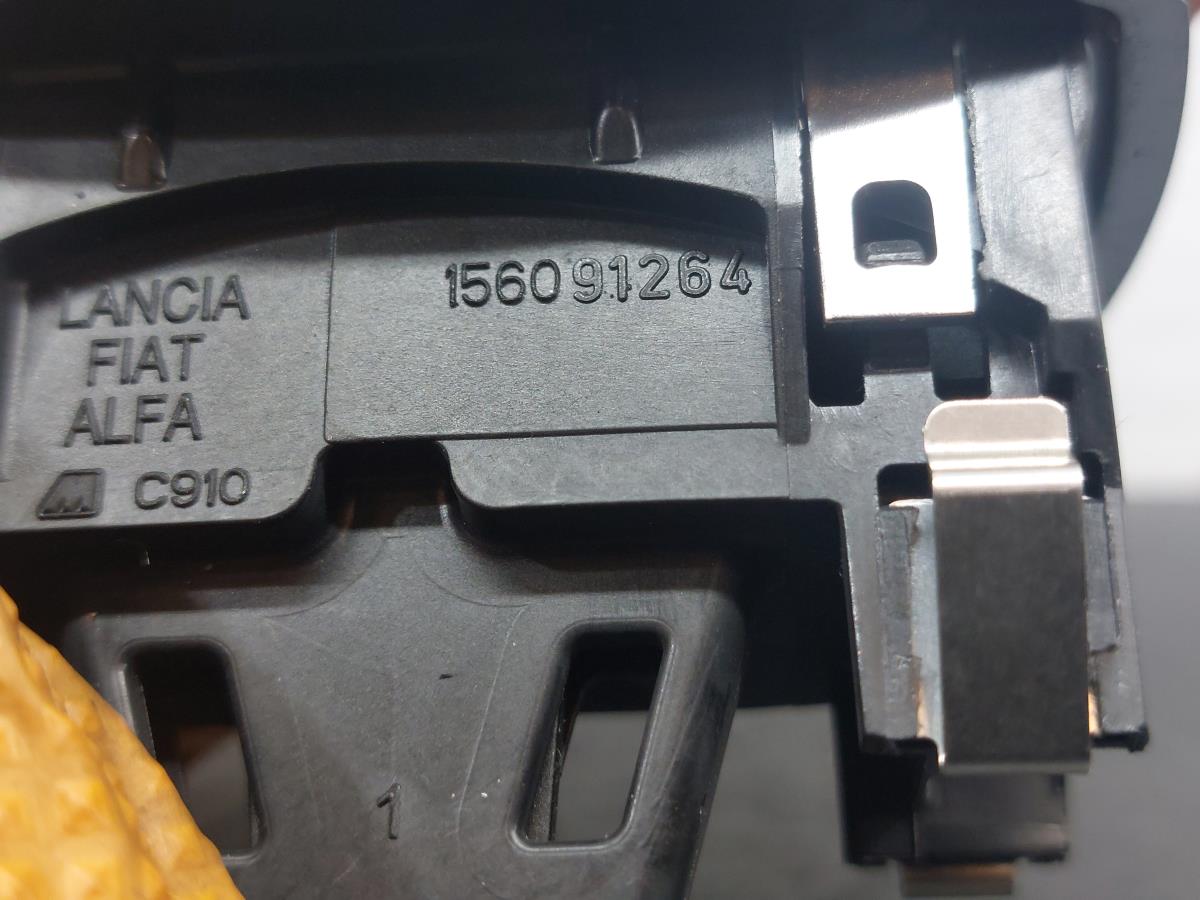 156091264
LANCIA
FIAT
ALFA
M C910
1